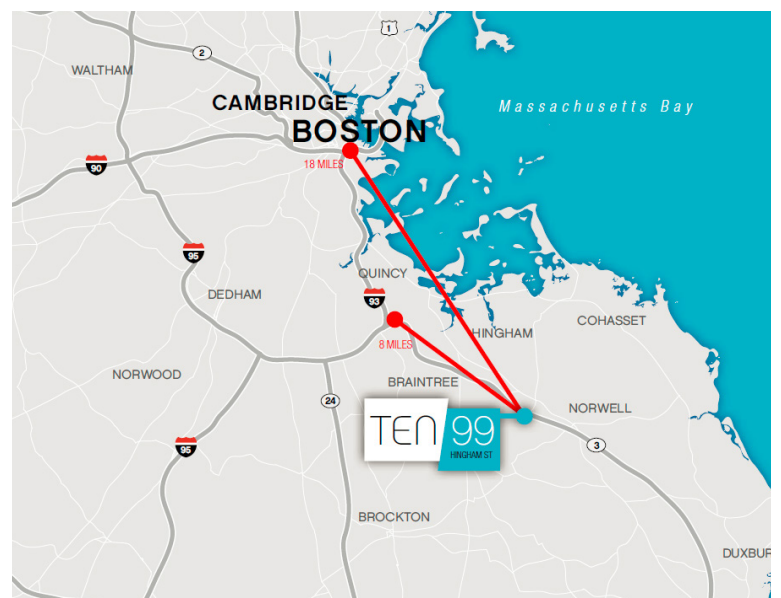 1
2
WALTHAM
CAMBRIDGE
BOSTON
Massachusetts Bay
18 MILES
90
95
QUINCY
DEDHAM
93
COHASSET
HINGHAM
8 MILES
NORWOOD
BRAINTREE
24
NORWELL
TEN 99
HINGHAM ST
3
95
BROCKTON
DUXBUR